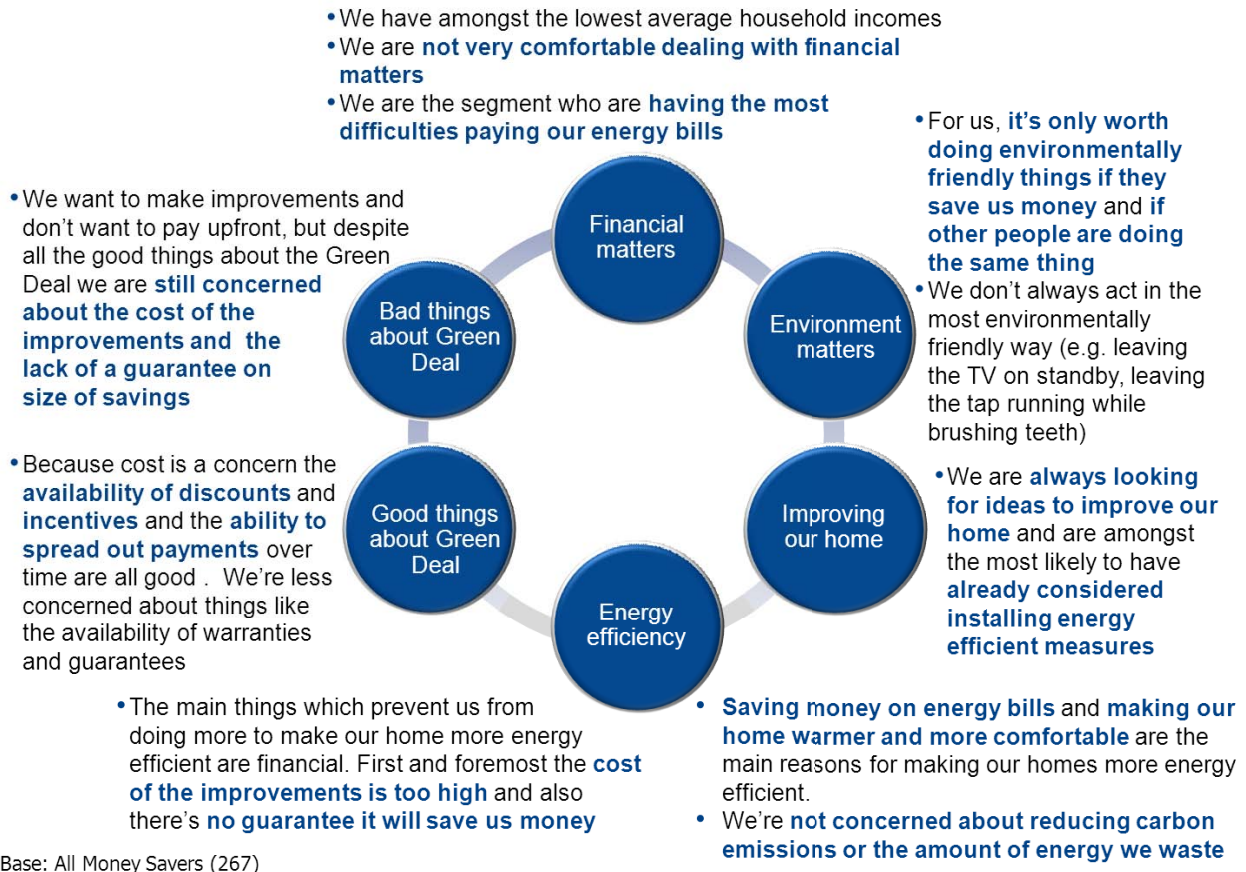 • We have amongst the lowest average household incomes
• We are not very comfortable dealing with financial
matters
• We are the segment who are having the most
difficulties paying our energy bills
Financial
matters
• For us, it's only worth
doing environmentally
friendly things if they
save us money and if
other people are doing
the same thing
• We don't always act in the
most environmentally
friendly way (e.g. leaving
the TV on standby, leaving
the tap running while
brushing teeth)
Environment
matters
• We are always looking
for ideas to improve our
home and are amongst
the most likely to have
already considered
installing energy
efficient measures
Improving
our home
• Saving money on energy bills and making our
home warmer and more comfortable are the
main reasons for making our homes more energy
efficient.
• We're not concerned about reducing carbon
emissions or the amount of energy we waste
Energy
efficiency
• The main things which prevent us from
doing more to make our home more energy
efficient are financial. First and foremost the cost
of the improvements is too high and also
there's no guarantee it will save us money
Good things
about Green
Deal
• Because cost is a concern the
availability of discounts and
incentives and the ability to
spread out payments over
time are all good . We're less
concerned about things like
the availability of warranties
and guarantees
Bad things
about Green
Deal
• We want to make improvements and
don't want to pay upfront, but despite
all the good things about the Green
Deal we are still concerned
about the cost of the
improvements and the
lack of a guarantee on
size of savings
Base: All Money Savers (267)